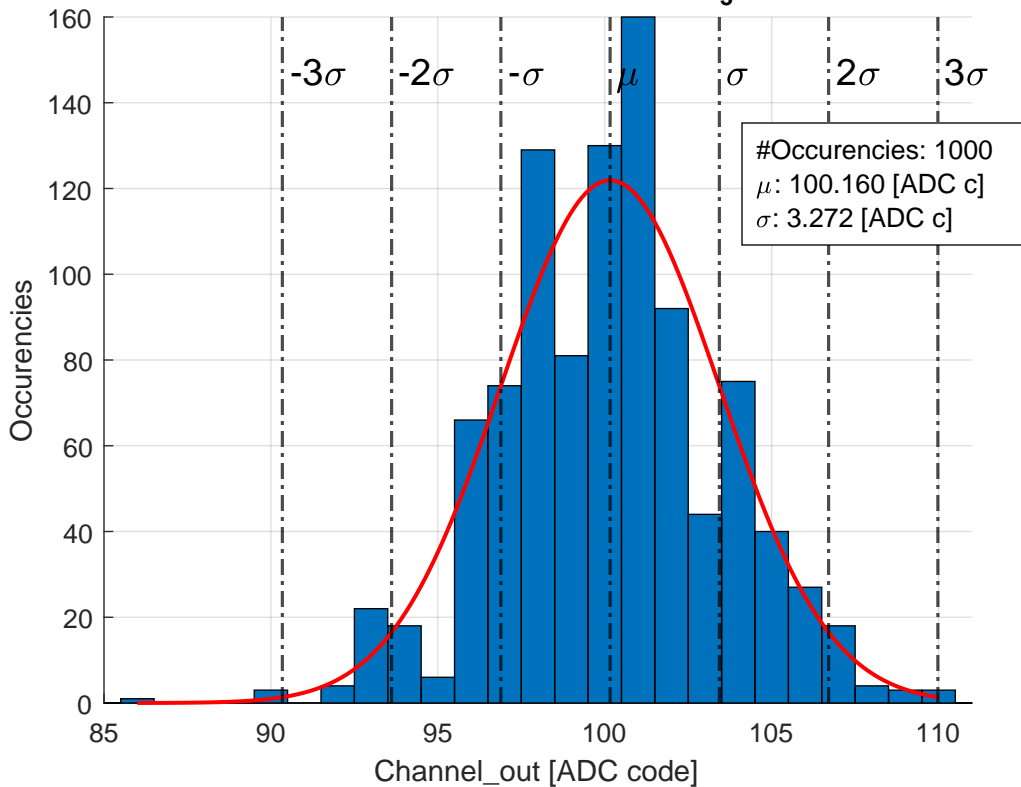 160
140
120
100
80
60
40
20
0
Occurencies
-3σ -2σ -σ μ σ 2σ 3σ
#Occurencies: 1000
μ: 100.160 [ADC c]
σ: 3.272 [ADC c]
85 90 95 100 105 110
Channel_out [ADC code]